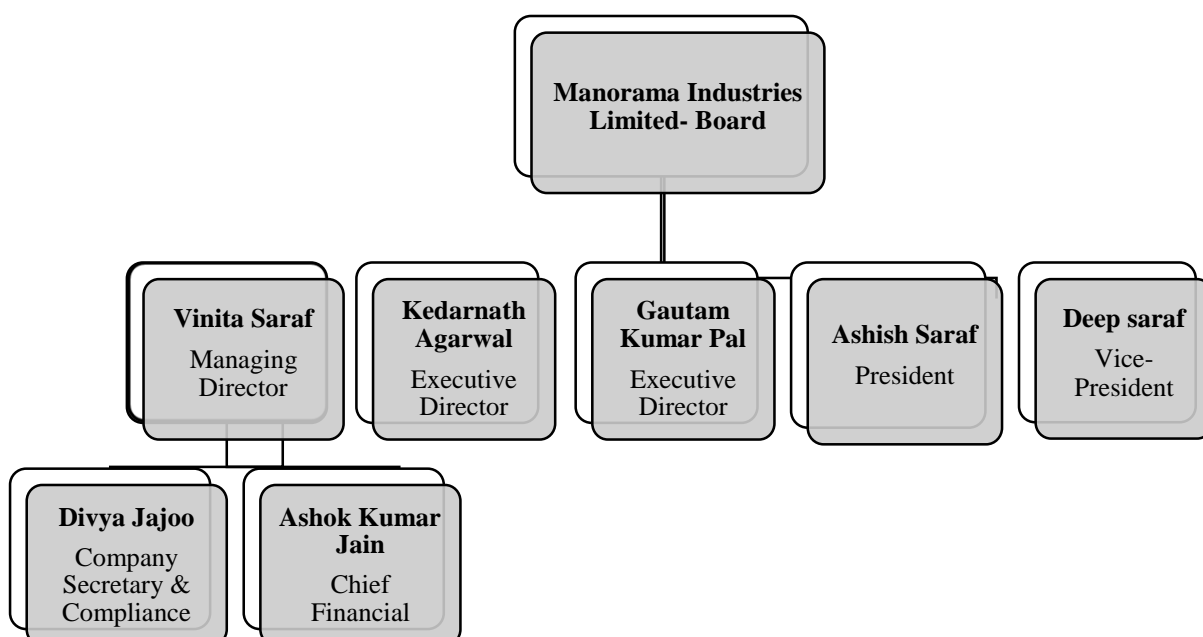 Manorama Industries
Limited- Board
Vinita Saraf
Managing
Director
Kedarnath
Agarwal
Executive
Director
Gautam
Kumar Pal
Executive
Director
Ashish Saraf
President
Deep saraf
Vice-
President
Divya Jajoo
Company
Secretary &
Compliance
Ashok Kumar
Jain
Chief
Financial